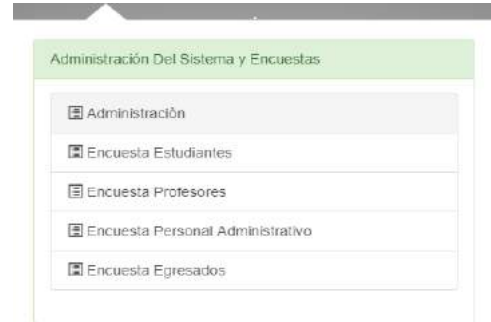 Administración Del Sistema y Encuestas
Administración
Encuesta Estudiantes
Encuesta Profesores
Encuesta Personal Administrativo
Encuesta Egresados